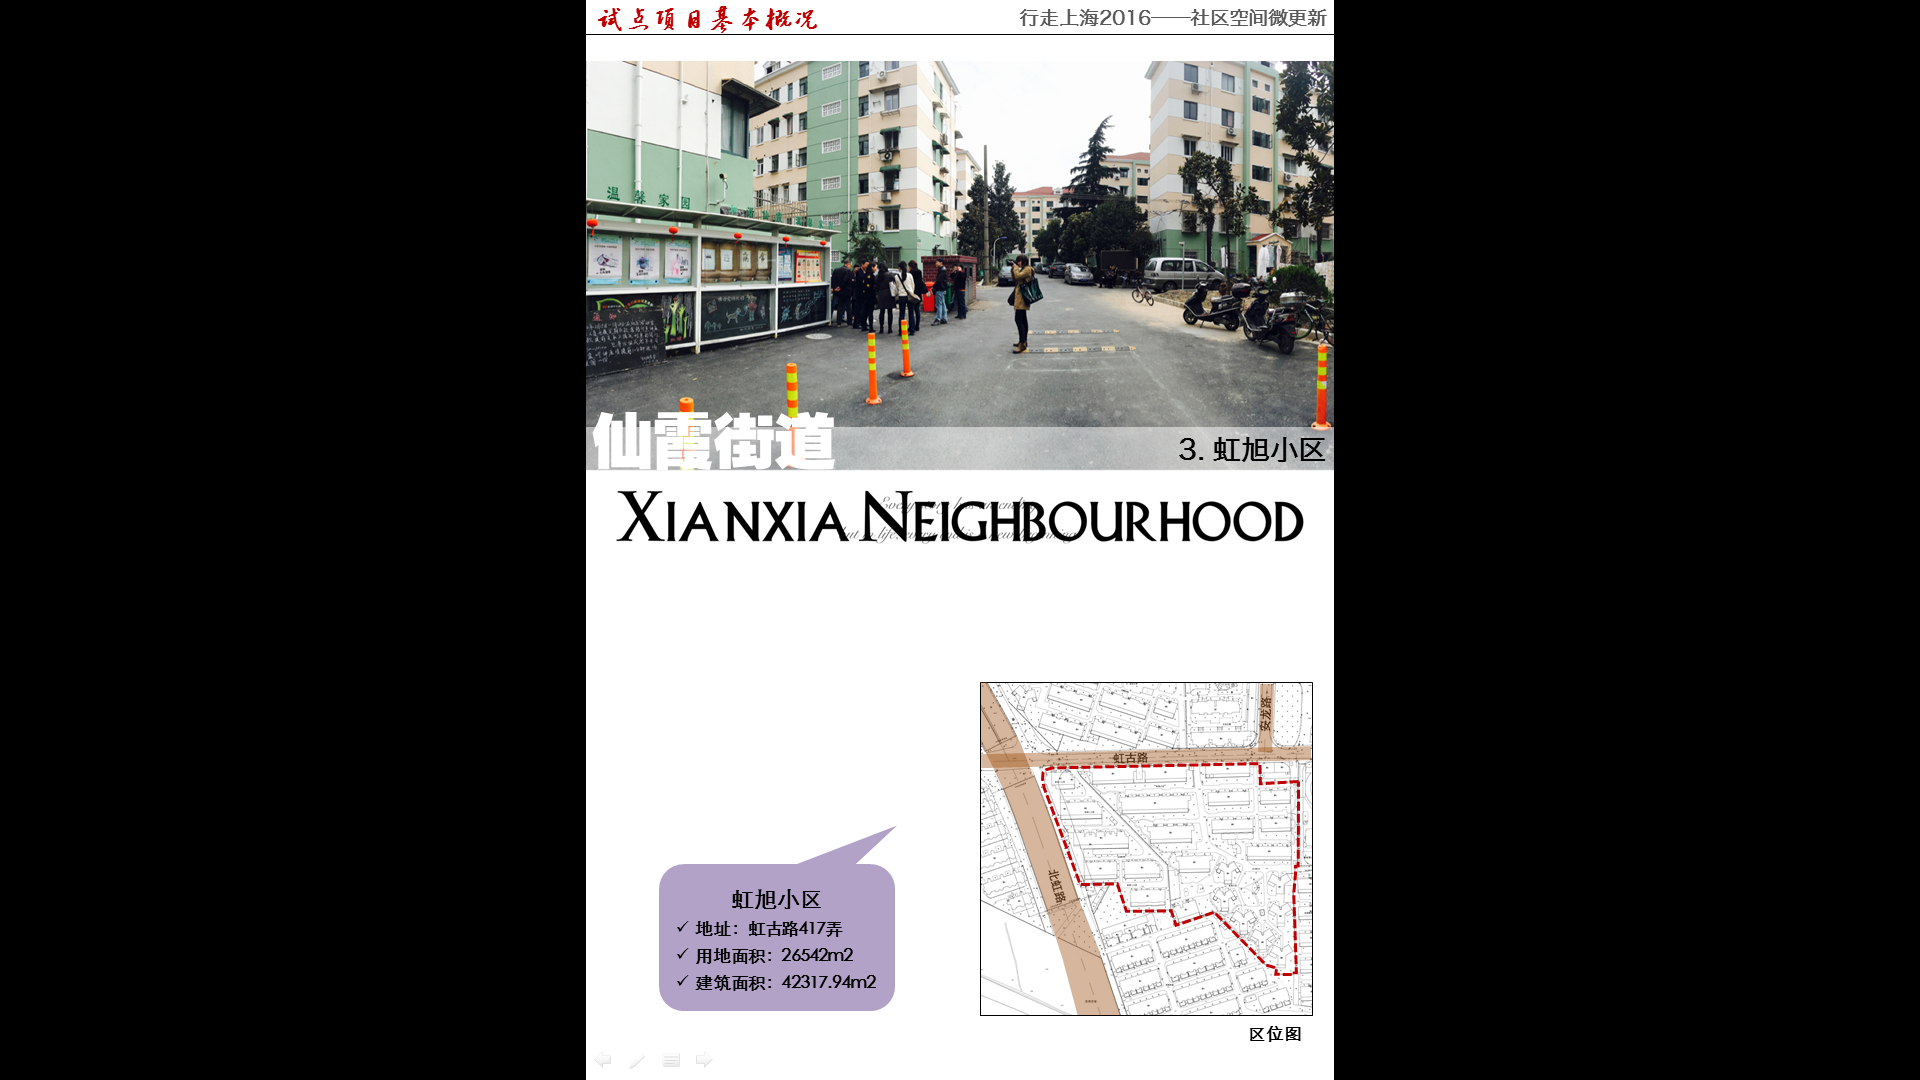 试点项目基本概况
行走上海2016——社区空间微更新
温馨家园
仙霞街道
3. 虹旭小区
XIANXIA NEIGHBOURHOOD
安龙路
虹古路
北虹路
虹旭小区
✓ 地址：虹古路417弄
✓ 用地面积：26542m2
✓ 建筑面积：42317.94m2
区位图